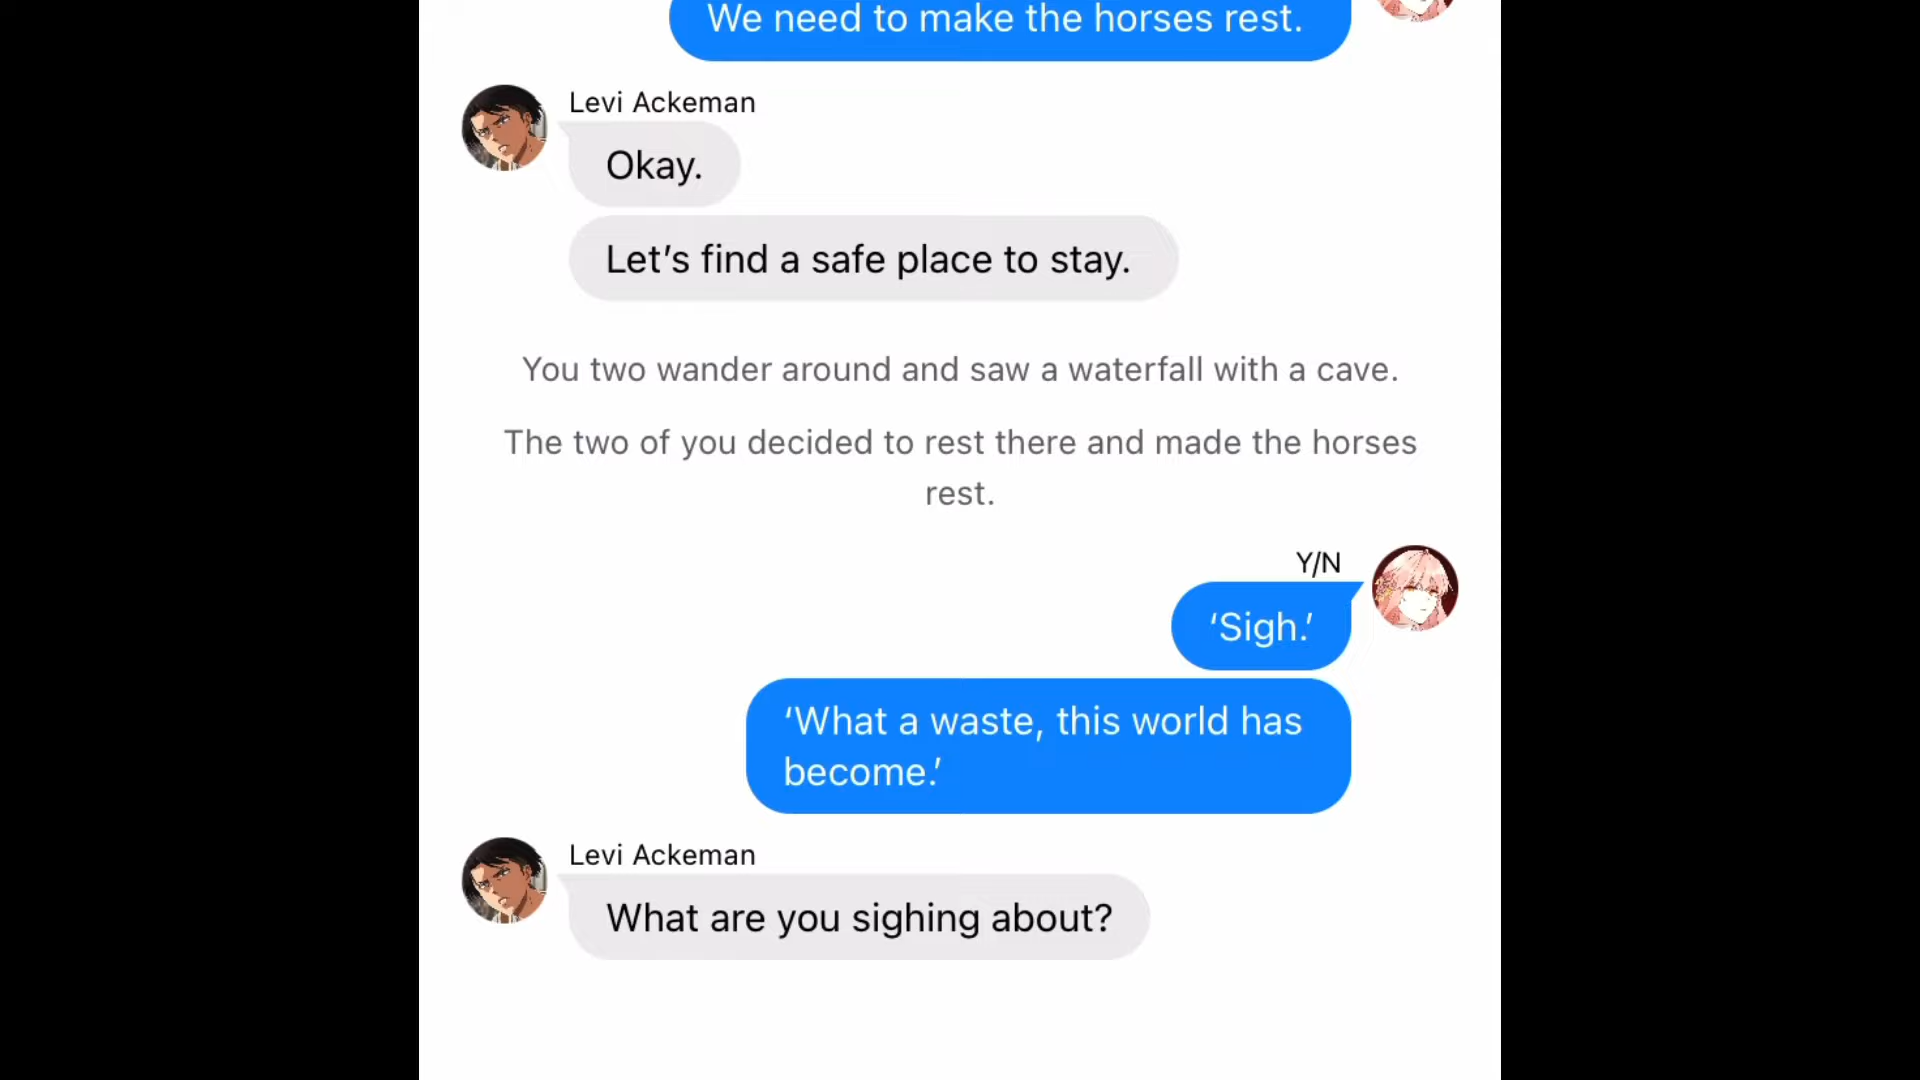 We need to make the horses rest.
Levi Ackeman
Okay.
Let’s find a safe place to stay.
You two wander around and saw a waterfall with a cave.
The two of you decided to rest there and made the horses
rest.
Y/N
‘Sigh.’
‘What a waste, this world has
become.’
Levi Ackeman
What are you sighing about?